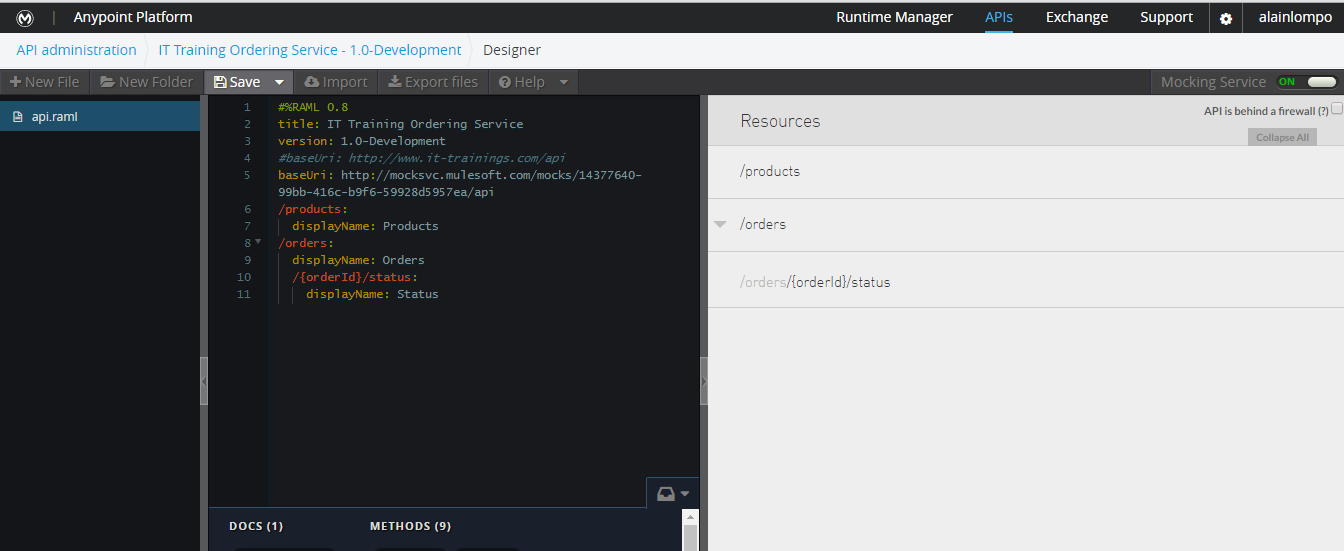 Anypoint Platform
Runtime Manager
APIs
Exchange
Support
alainlompo
API administration
IT Training Ordering Service - 1.0-Development
Designer
New File
New Folder
Save
Import
Export files
Help
Mocking Service
ON
api.raml
1 #%RAML 0.8
2 title: IT Training Ordering Service
3 version: 1.0-Development
4 #baseUri: http://www.it-trainings.com/api
5 baseUri: http://mocksvc.mulesoft.com/mocks/14377640-
99bb-416c-b9f6-59928d5957ea/api
6 /products:
7 displayName: Products
8 /orders:
9 displayName: Orders
10 /{orderId}/status:
11 displayName: Status
DOCS (1)
METHODS (9)
API is behind a firewall (?)
Resources
Collapse All
/products
/orders
/orders/{orderId}/status